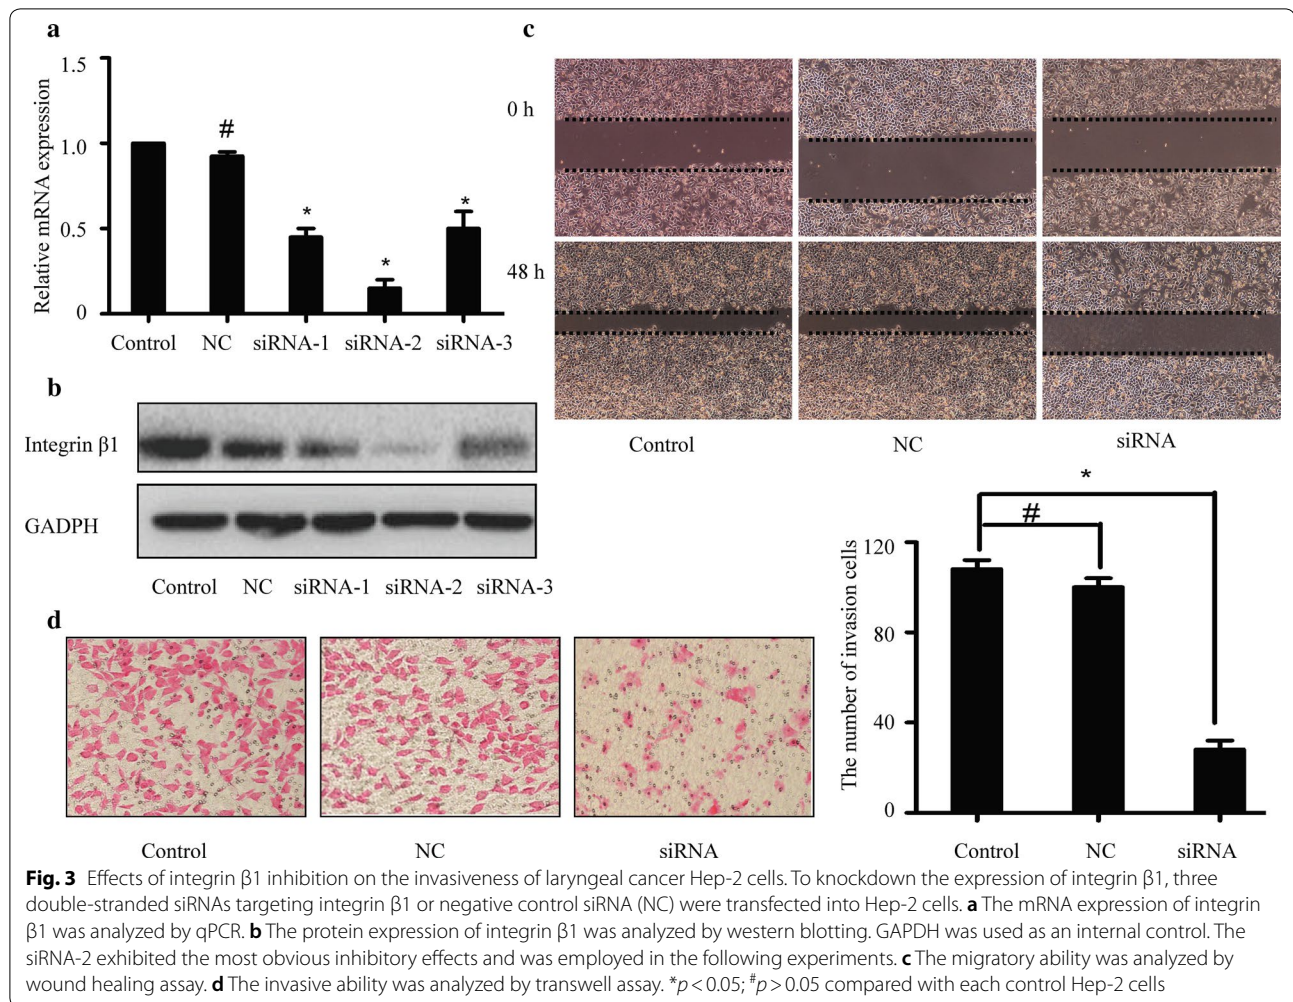 a
Relative mRNA expression
1.5
1.0
0.5
0
#
*
*
*
Control NC siRNA-1 siRNA-2 siRNA-3
b
Integrin β1
GADPH
Control NC siRNA-1 siRNA-2 siRNA-3
c
0 h
48 h
Control NC siRNA
d
Control NC siRNA
The number of invasion cells
120
80
40
0
*
#
Control NC siRNA
Fig. 3 Effects of integrin β1 inhibition on the invasiveness of laryngeal cancer Hep-2 cells. To knockdown the expression of integrin β1, three
double-stranded siRNAs targeting integrin β1 or negative control siRNA (NC) were transfected into Hep-2 cells. a The mRNA expression of integrin
β1 was analyzed by qPCR. b The protein expression of integrin β1 was analyzed by western blotting. GAPDH was used as an internal control. The
siRNA-2 exhibited the most obvious inhibitory effects and was employed in the following experiments. c The migratory ability was analyzed by
wound healing assay. d The invasive ability was analyzed by transwell assay. *p < 0.05; #p > 0.05 compared with each control Hep-2 cells